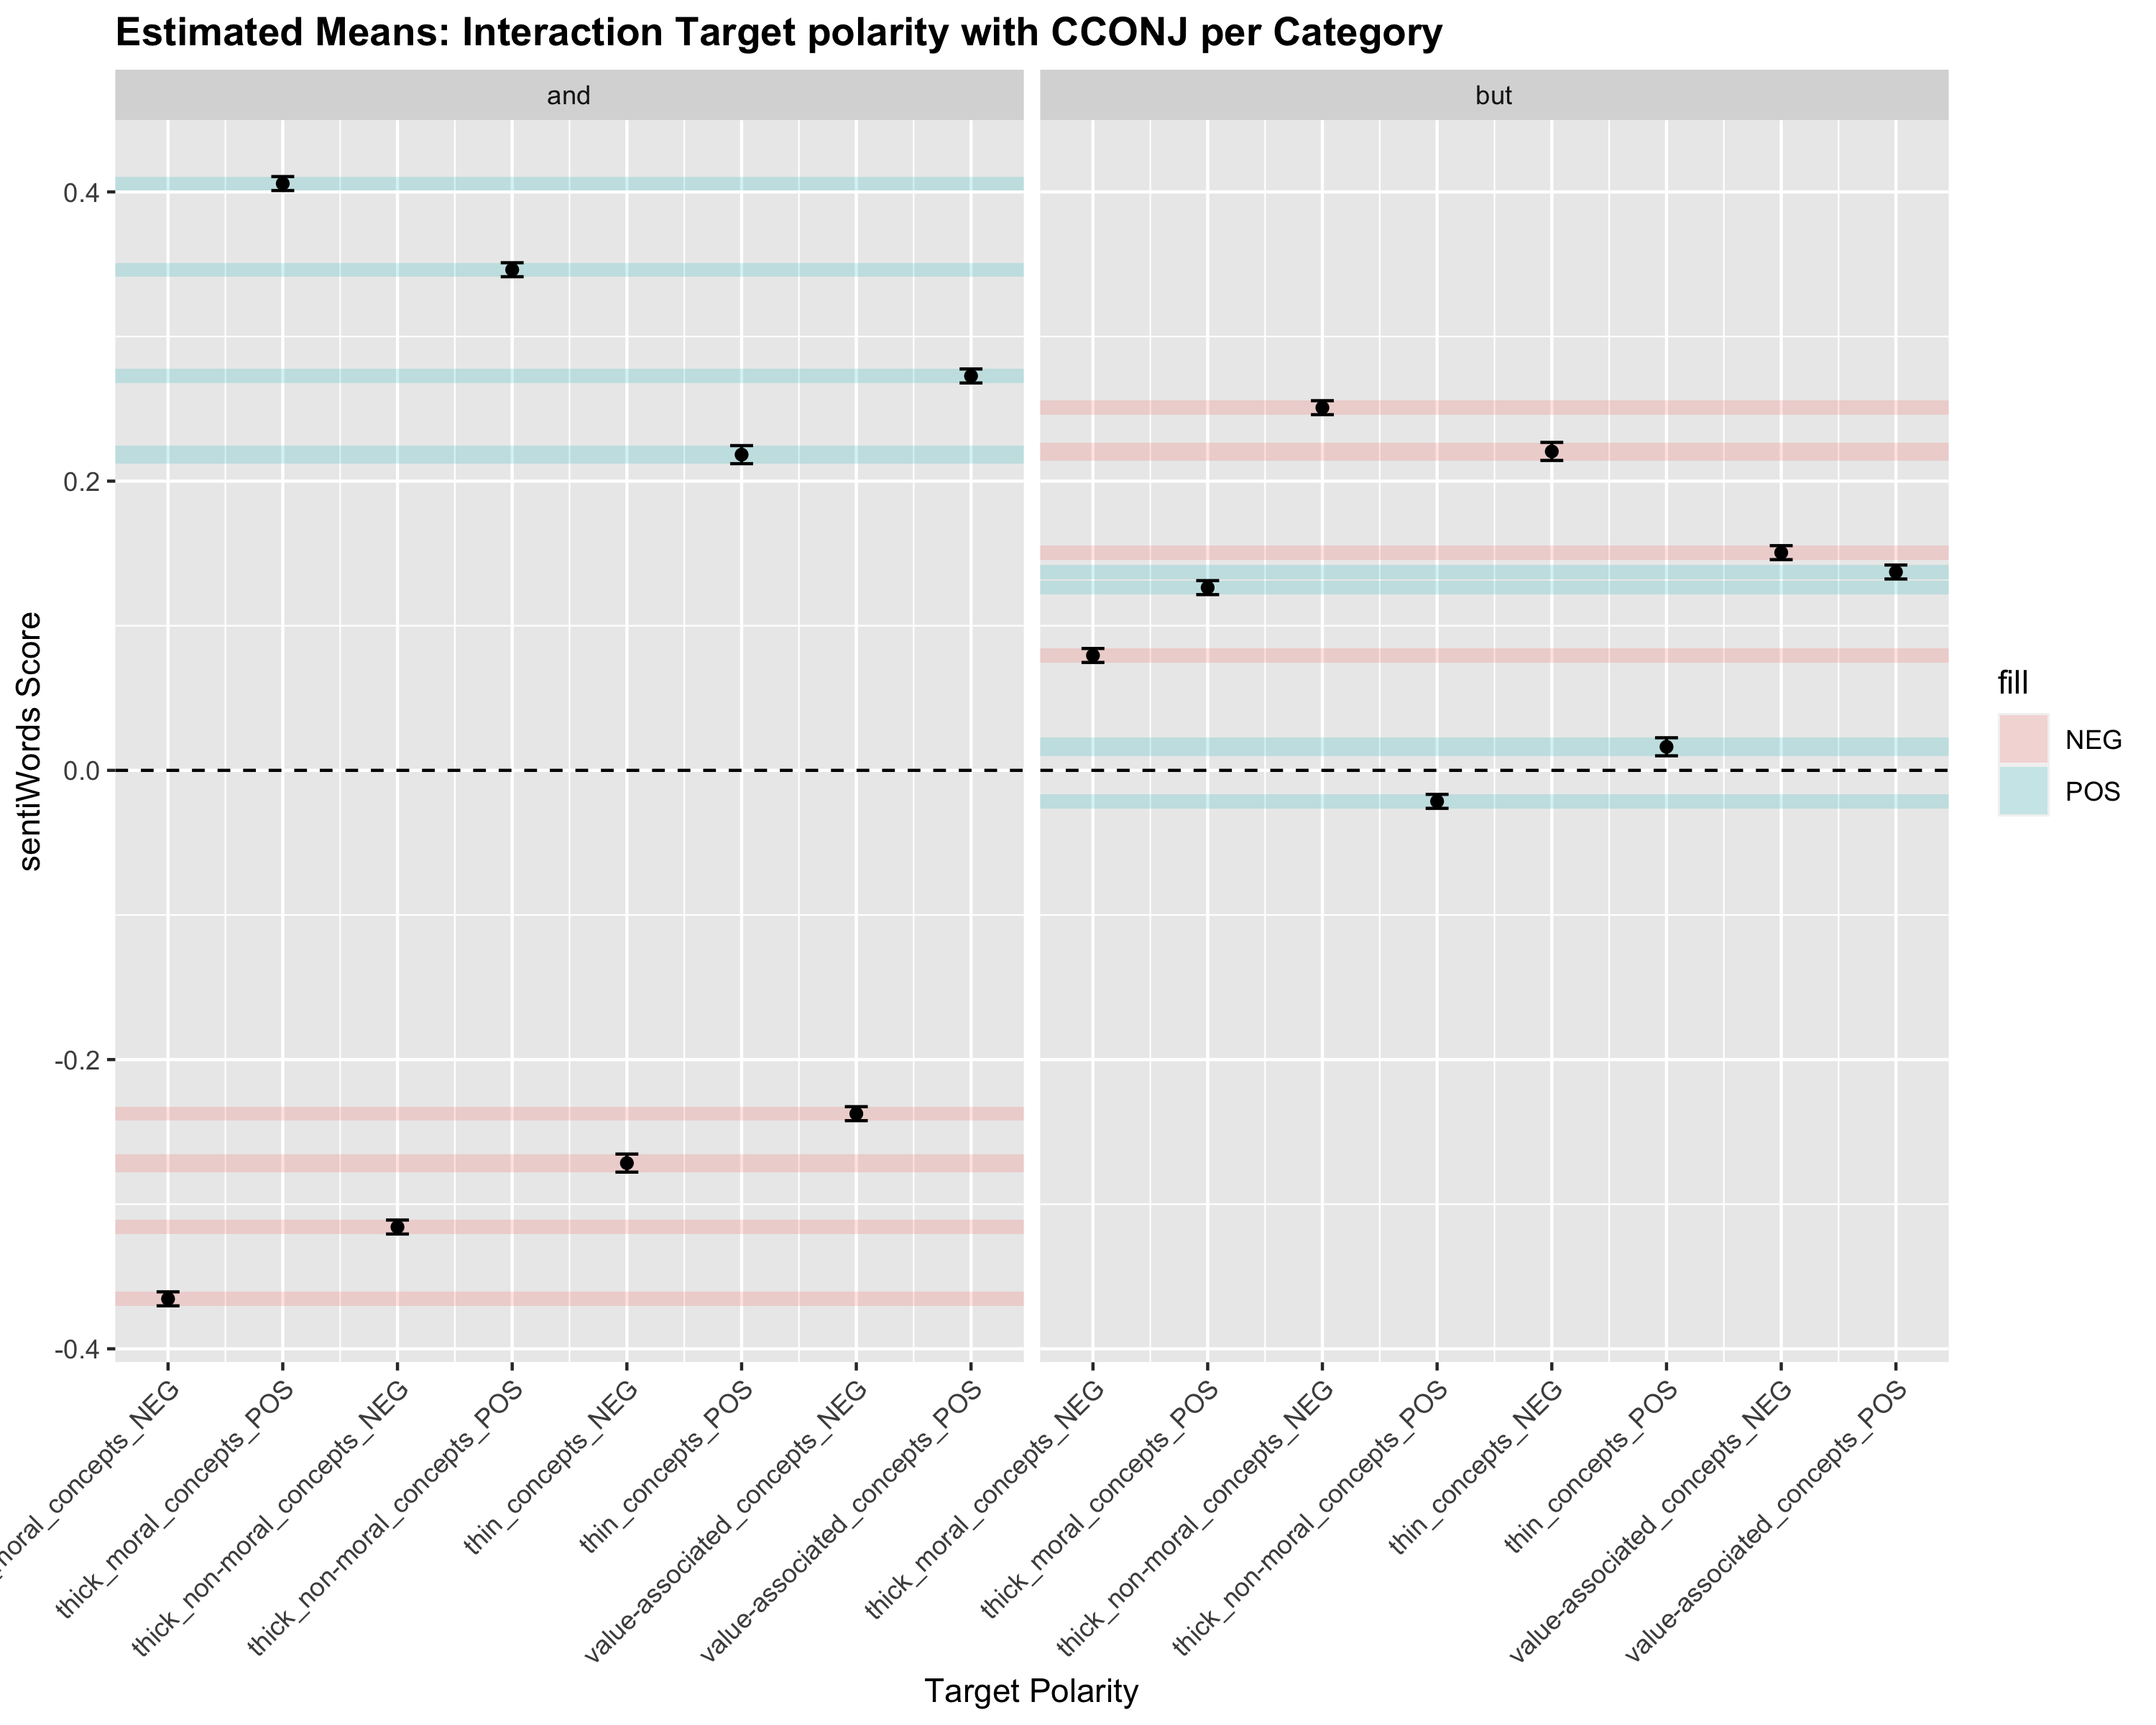 Estimated Means: Interaction Target polarity with CCONJ per Category
and
but
0.4
0.2
0.0
-0.2
-0.4
sentiWords Score
moral_concepts_NEG
thick_moral_concepts_POS
thick_non-moral_concepts_NEG
thick_non-moral_concepts_POS
thin_concepts_NEG
thin_concepts_POS
value-associated_concepts_NEG
value-associated_concepts_POS
thick_moral_concepts_NEG
thick_moral_concepts_POS
thick_non-moral_concepts_NEG
thick_non-moral_concepts_POS
thin_concepts_NEG
thin_concepts_POS
value-associated_concepts_NEG
value-associated_concepts_POS
Target Polarity
fill
NEG
POS